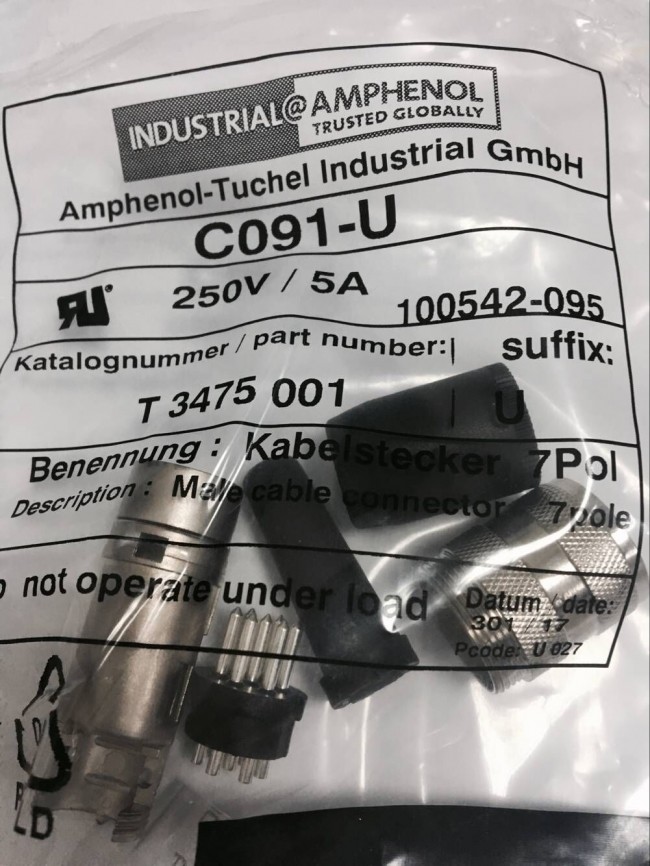 INDUSTRIAL@AMPHENOL
TRUSTED GLOBALLY
Amphenol-Tuchel Industrial GmbH
C091-U
250V / 5A
100542-095
Katalognummer / part number:| suffix:
T 3475 001 | U
Benennung : Kabelstecker 7Pol
Description : Male cable connector 7pole
not operate under load
Datum / date:
301 / 17
Pcode: U 027